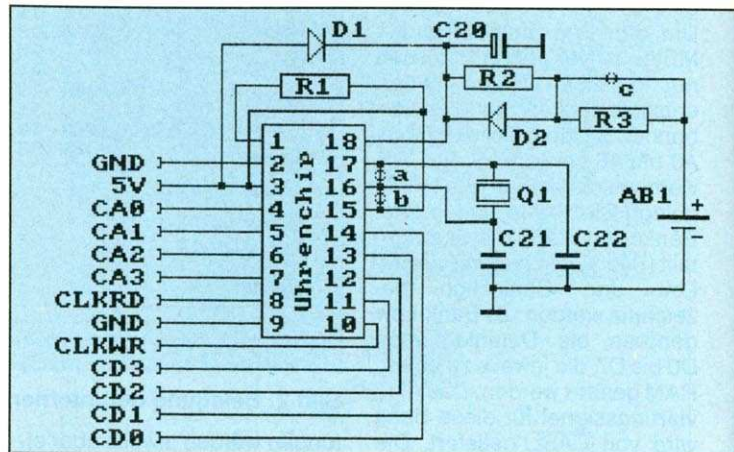 D1 C20
R2 c
R1
D2 R3
1 18
GND 2 17 a
5V 3 16 b Q1 AB1 +
CA0 4 15 −
CA1 5 14 C21 C22
CA2 6 13
CA3 7 12
CLKRD 8 11
GND 9 10
Uhrenchip
CLKWR
CD3
CD2
CD1
CD0